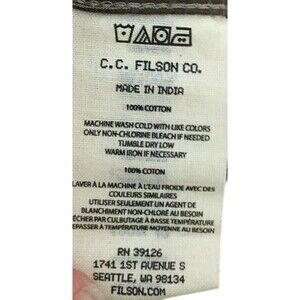 C.C. FILSON CO.
MADE IN INDIA
100% COTTON
MACHINE WASH COLD WITH LIKE COLORS
ONLY NON-CHLORINE BLEACH IF NEEDED
TUMBLE DRY LOW
WARM IRON IF NECESSARY
100% COTON
LAVER À LA MACHINE À L'EAU FROIDE AVEC DES
COULEURS SIMILAIRES
UTILISER SEULEMENT UN AGENT DE
BLANCHIMENT NON-CHLORÉ AU BESOIN
SÉCHER PAR CULBUTAGE À BASSE TEMPÉRATURE
REPASSER À TEMPÉRATURE MODÉRÉE AU BESOIN
RN 39126
1741 1ST AVENUE S
SEATTLE, WA 98134
FILSON.COM